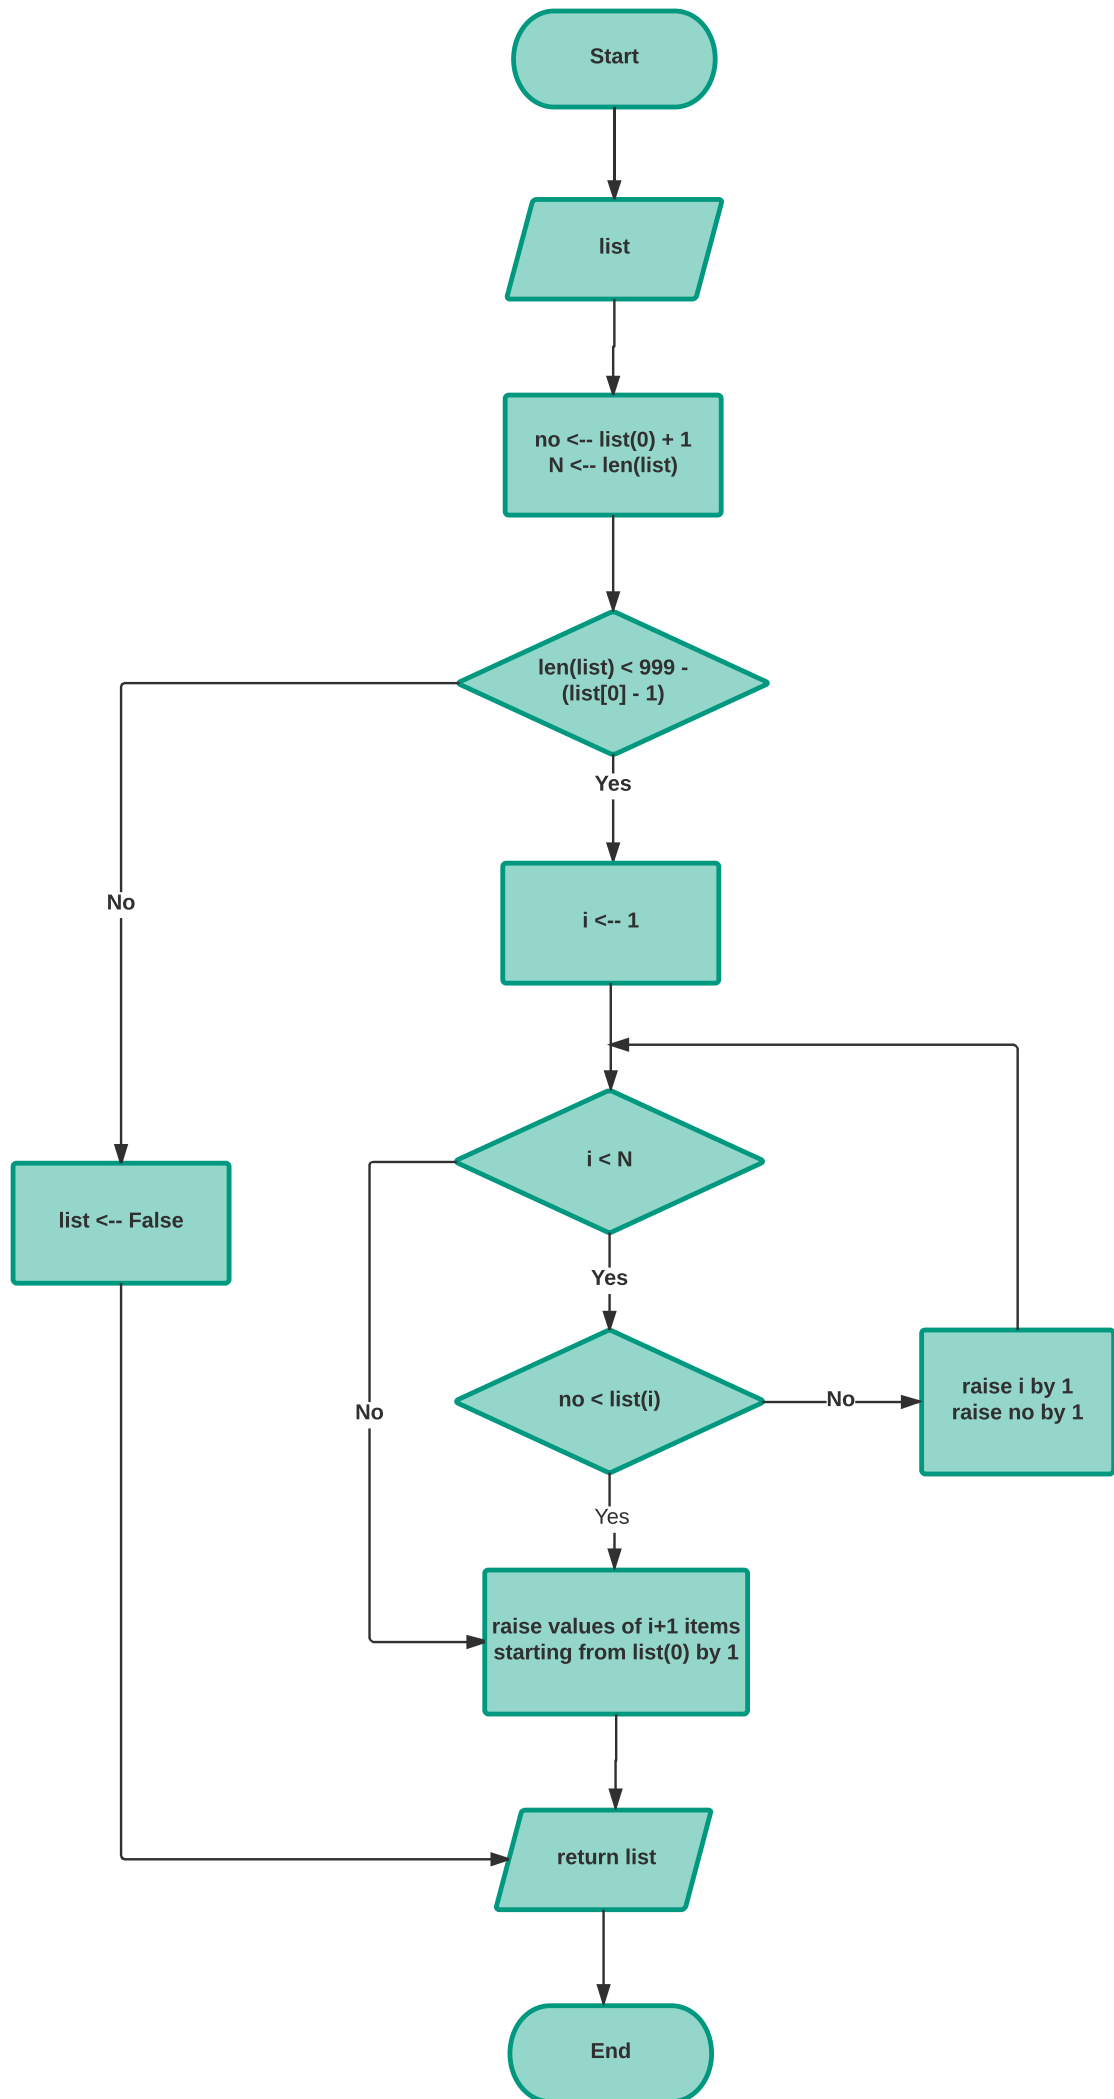 Start
list
no <-- list(0) + 1
N <-- len(list)
len(list) < 999 -
(list[0] - 1)
Yes
No
i <-- 1
i < N
list <-- False
Yes
No
no < list(i)
No
raise i by 1
raise no by 1
Yes
raise values of i+1 items
starting from list(0) by 1
return list
End